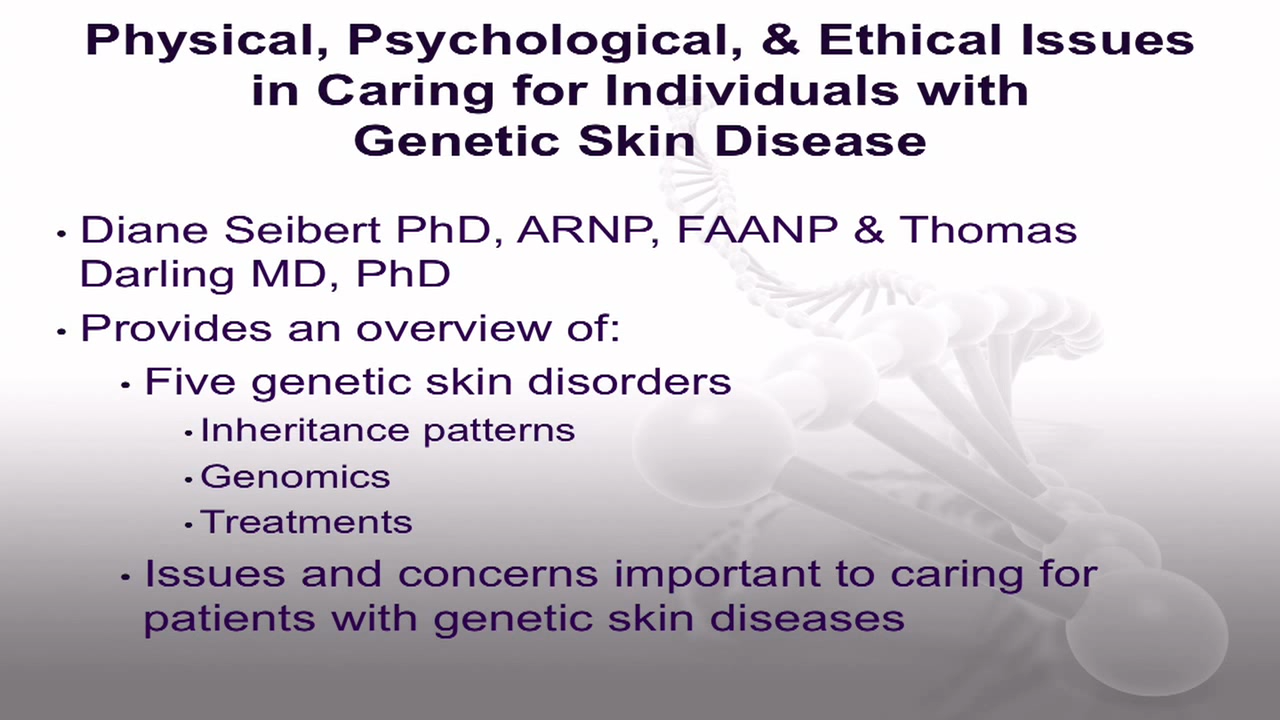 Physical, Psychological, & Ethical Issues
in Caring for Individuals with
Genetic Skin Disease
• Diane Seibert PhD, ARNP, FAANP & Thomas
Darling MD, PhD
• Provides an overview of:
• Five genetic skin disorders
• Inheritance patterns
• Genomics
• Treatments
• Issues and concerns important to caring for
patients with genetic skin diseases